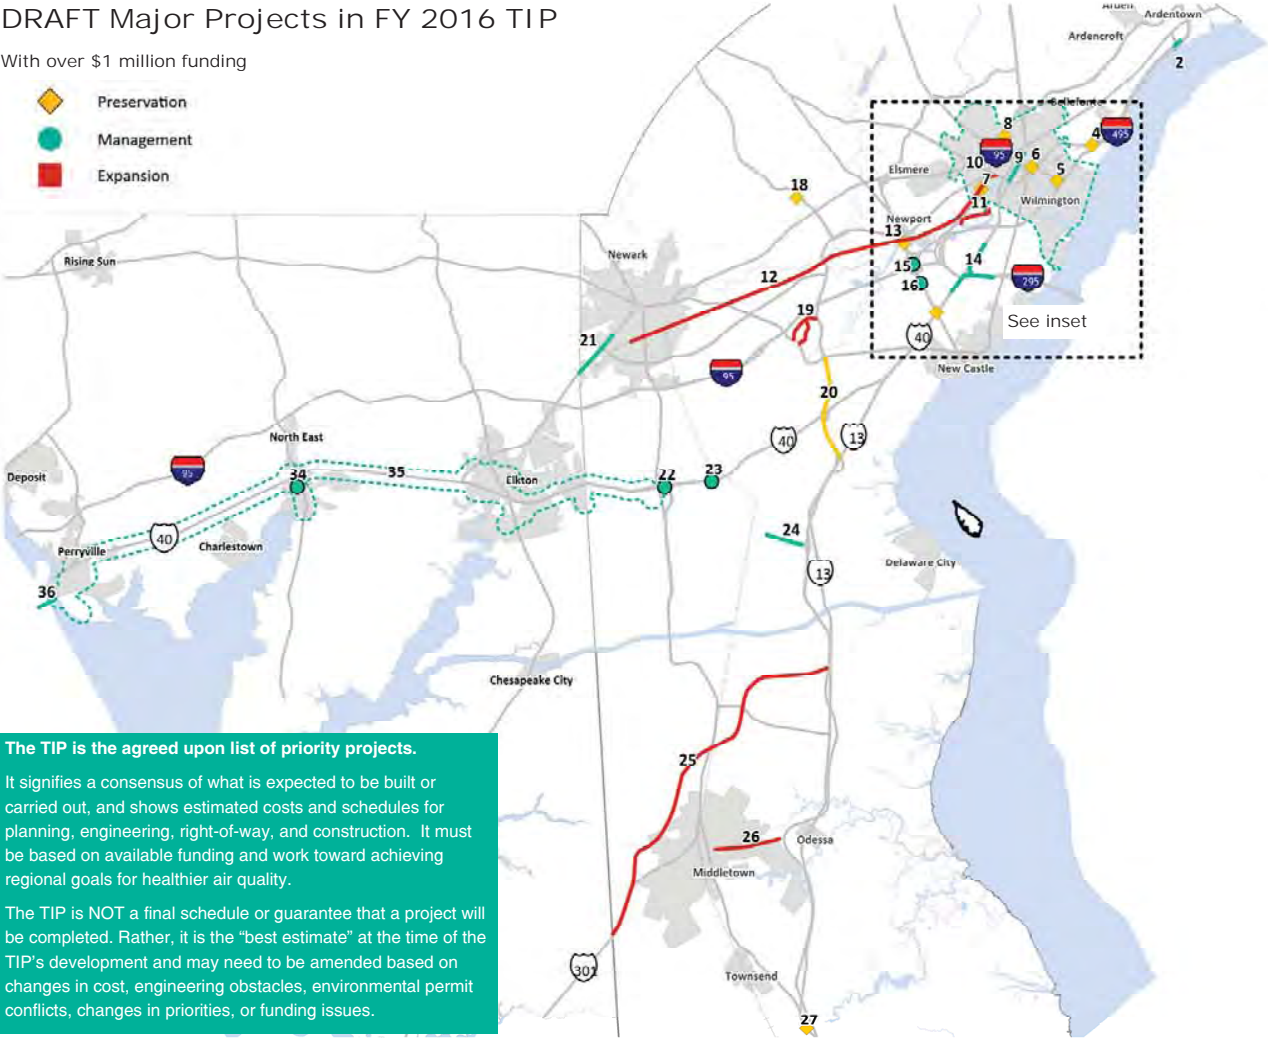 DRAFT Major Projects in FY 2016 TIP
With over $1 million funding
Preservation
Management
Expansion
Arden
Ardentown
Ardencroft
2
Bellefonte
8
4
495
95
10
9
6
5
Elsmere
7
Wilmington
11
18
Newport
13
Rising Sun
Newark
15
14
12
16
295
19
See inset
21
40
95
New Castle
20
North East
40
13
Deposit
95
34
35
Elkton
22
23
24
40
Perryville
Charlestown
Delaware City
13
36
Chesapeake City
25
26
Odessa
Middletown
301
Townsend
27
The TIP is the agreed upon list of priority projects.
It signifies a consensus of what is expected to be built or
carried out, and shows estimated costs and schedules for
planning, engineering, right-of-way, and construction.  It must
be based on available funding and work toward achieving
regional goals for healthier air quality.
The TIP is NOT a final schedule or guarantee that a project will
be completed. Rather, it is the “best estimate” at the time of the
TIP’s development and may need to be amended based on
changes in cost, engineering obstacles, environmental permit
conflicts, changes in priorities, or funding issues.